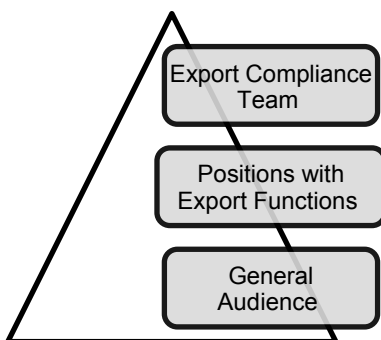 Export Compliance
Team
Positions with
Export Functions
General
Audience